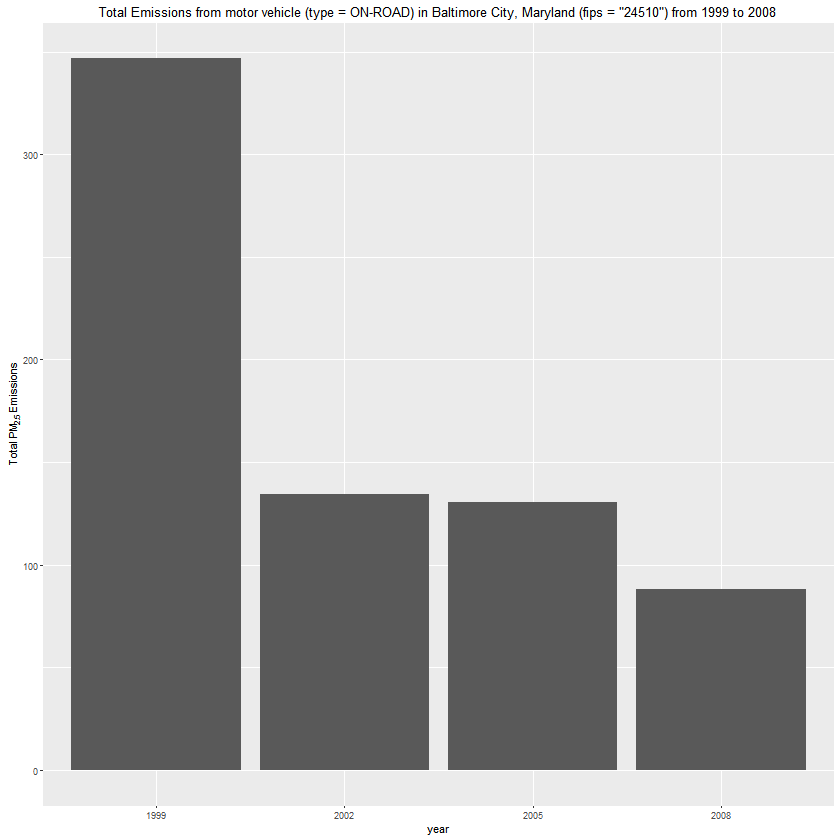 Total Emissions from motor vehicle (type = ON-ROAD) in Baltimore City, Maryland (fips = "24510") from 1999 to 2008
Total PM2.5 Emissions
300
200
100
0
1999 2002 2005 2008
year